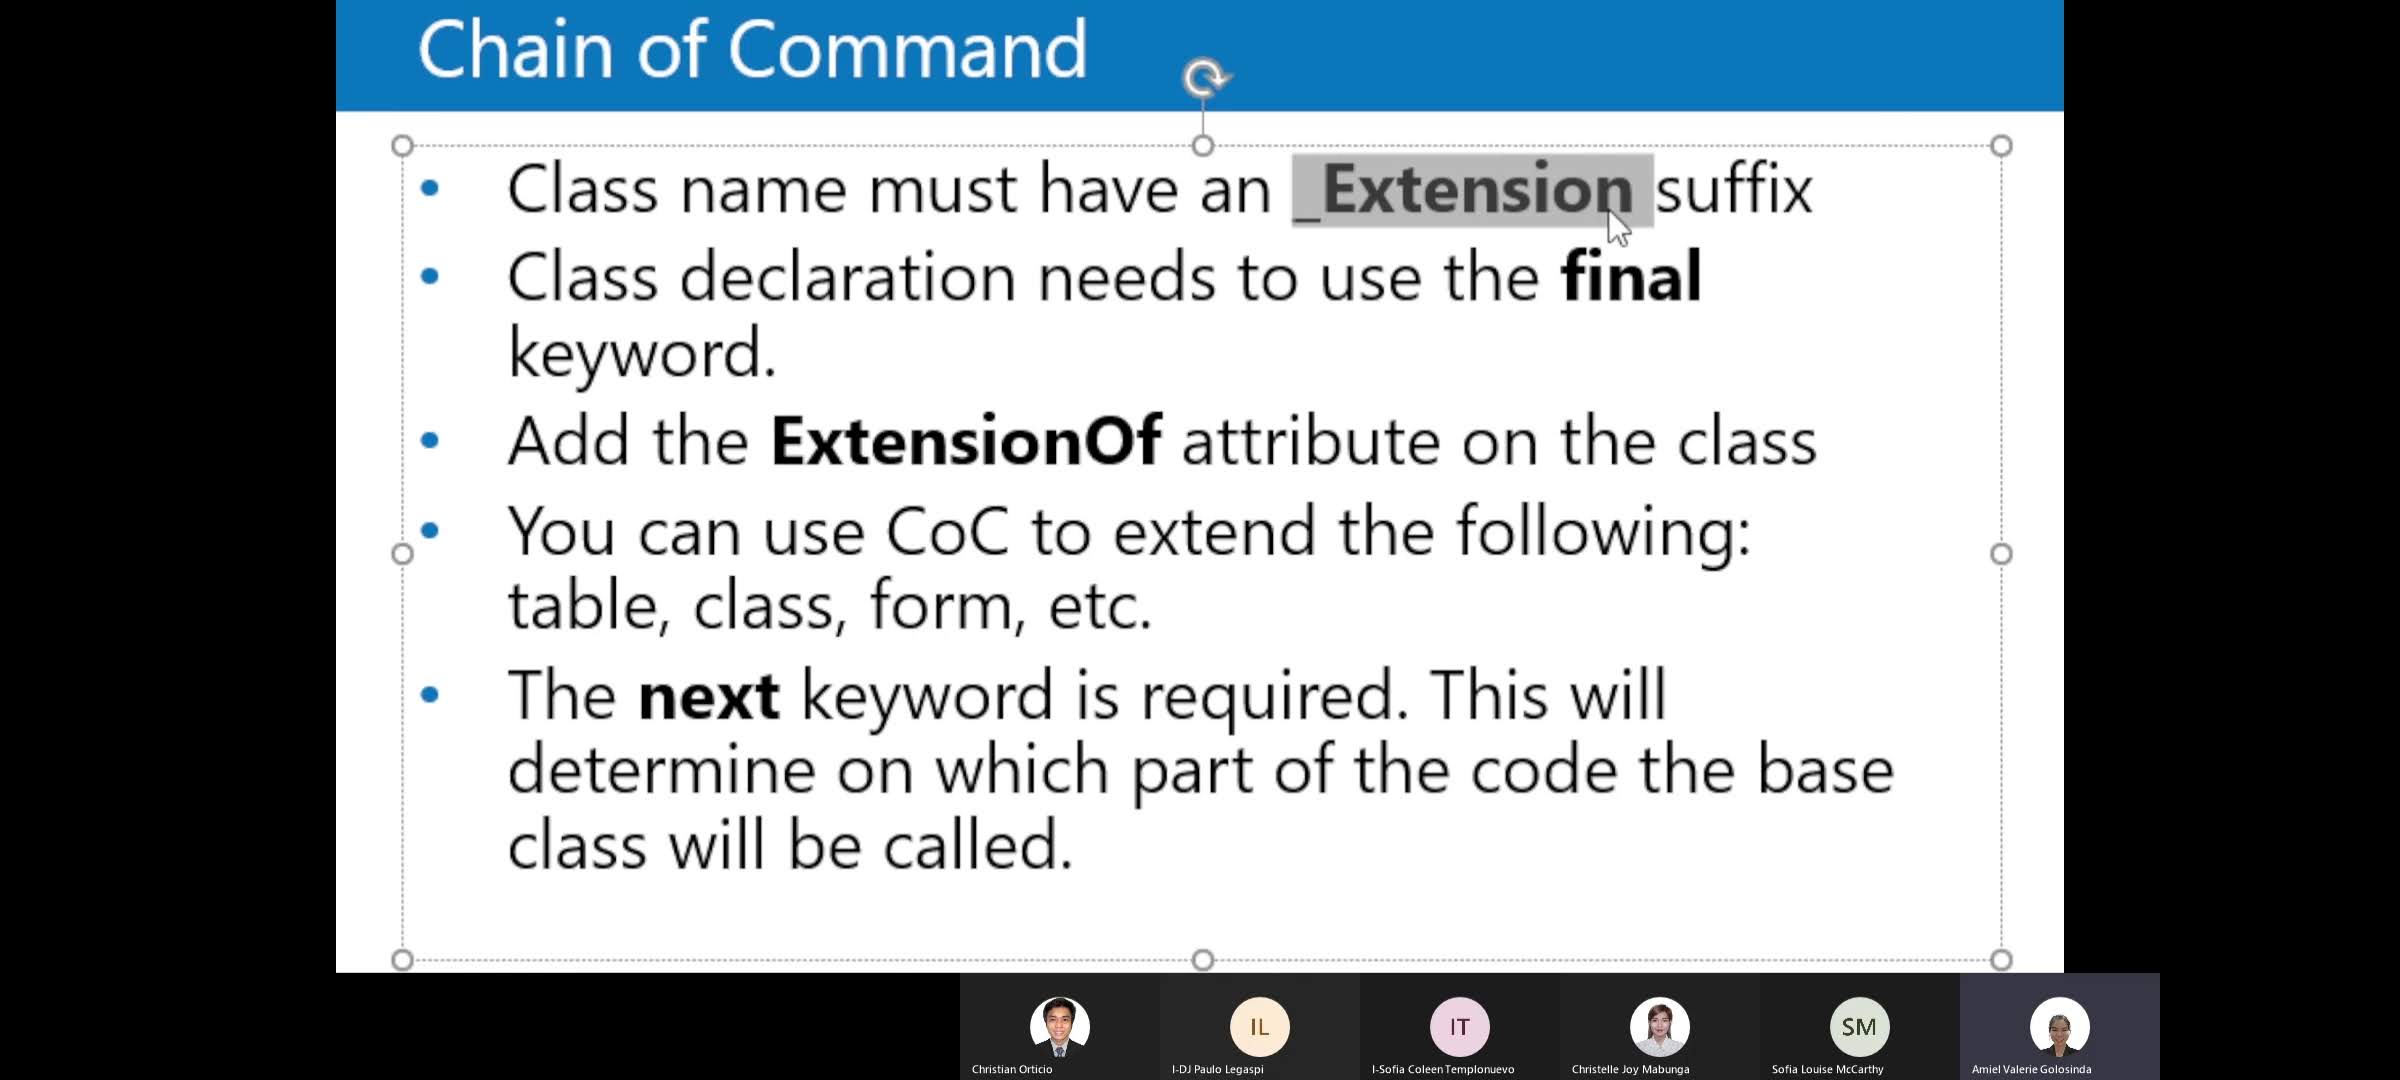 Chain of Command
• Class name must have an _Extension suffix
• Class declaration needs to use the final
keyword.
• Add the ExtensionOf attribute on the class
• You can use CoC to extend the following:
table, class, form, etc.
• The next keyword is required. This will
determine on which part of the code the base
class will be called.
IL
IT
SM
Christian Orticio
I-DJ Paulo Legaspi
I-Sofia Coleen Templonuevo
Christelle Joy Mabunga
Sofia Louise McCarthy
Amiel Valerie Golosinda